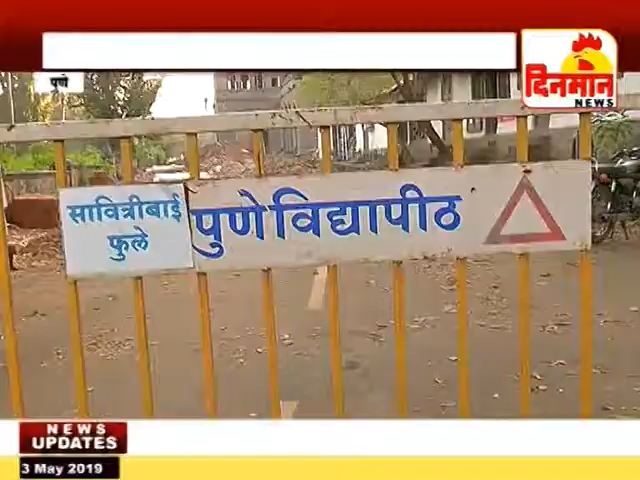 दिनमान
NEWS
पुणे
सावित्रीबाई
फुले
पुणेविद्यापीठ
NEWS
UPDATES
3 May 2019